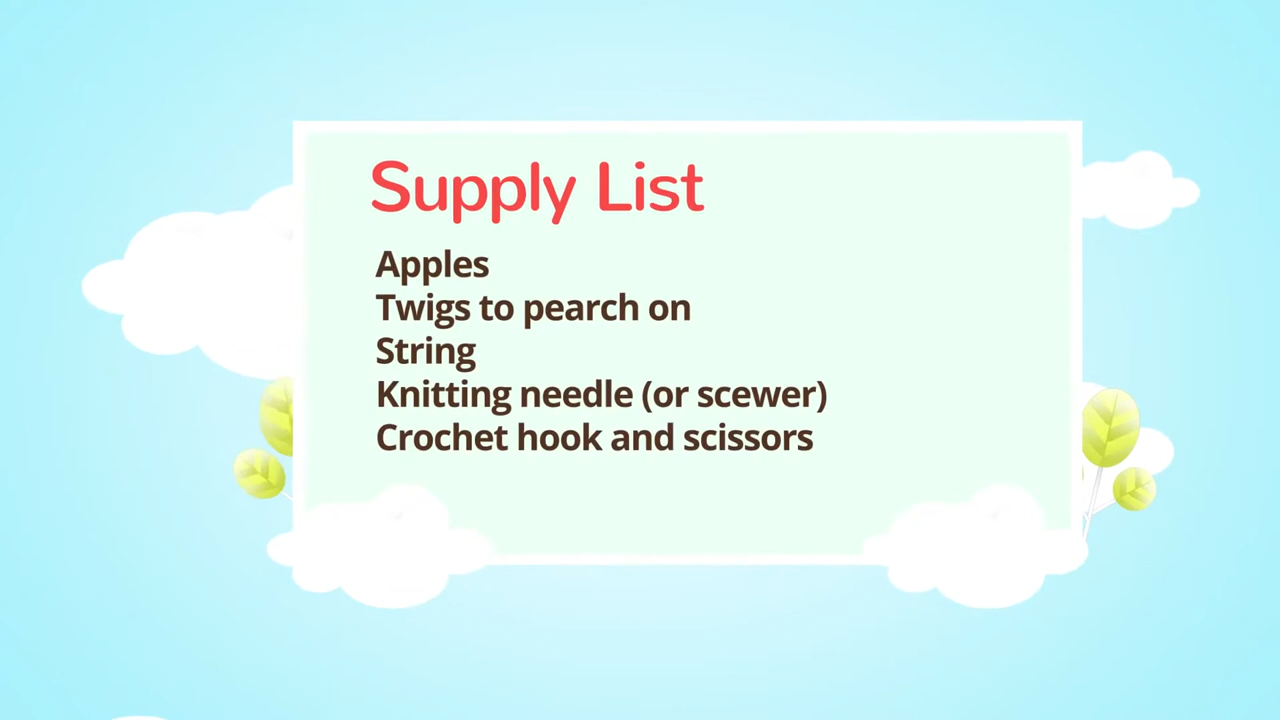 Supply List
Apples
Twigs to pearch on
String
Knitting needle (or scewer)
Crochet hook and scissors